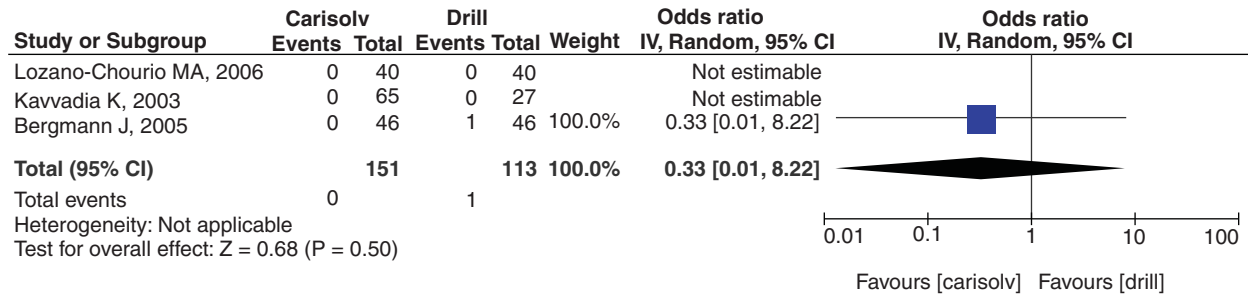 Carisolv Drill Odds ratio Odds ratio
Study or Subgroup Events Total Events Total Weight IV, Random, 95% CI IV, Random, 95% CI
Lozano-Chourio MA, 2006 0 40 0 40 Not estimable
Kavvadia K, 2003 0 65 0 27 Not estimable
Bergmann J, 2005 0 46 1 46 100.0% 0.33 [0.01, 8.22]
Total (95% CI) 151 113 100.0% 0.33 [0.01, 8.22]
Total events 0 1
Heterogeneity: Not applicable
Test for overall effect: Z = 0.68 (P = 0.50)
0.01 0.1 1 10 100
Favours [carisolv] Favours [drill]